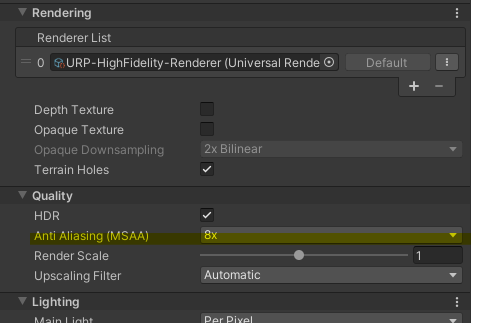 Rendering
Renderer List
0 URP-HighFidelity-Renderer (Universal Rende Default
Depth Texture
Opaque Texture
Opaque Downsampling 2x Bilinear
Terrain Holes
Quality
HDR
Anti Aliasing (MSAA) 8x
Render Scale 1
Upscaling Filter Automatic
Lighting
Main Light Per Pixel